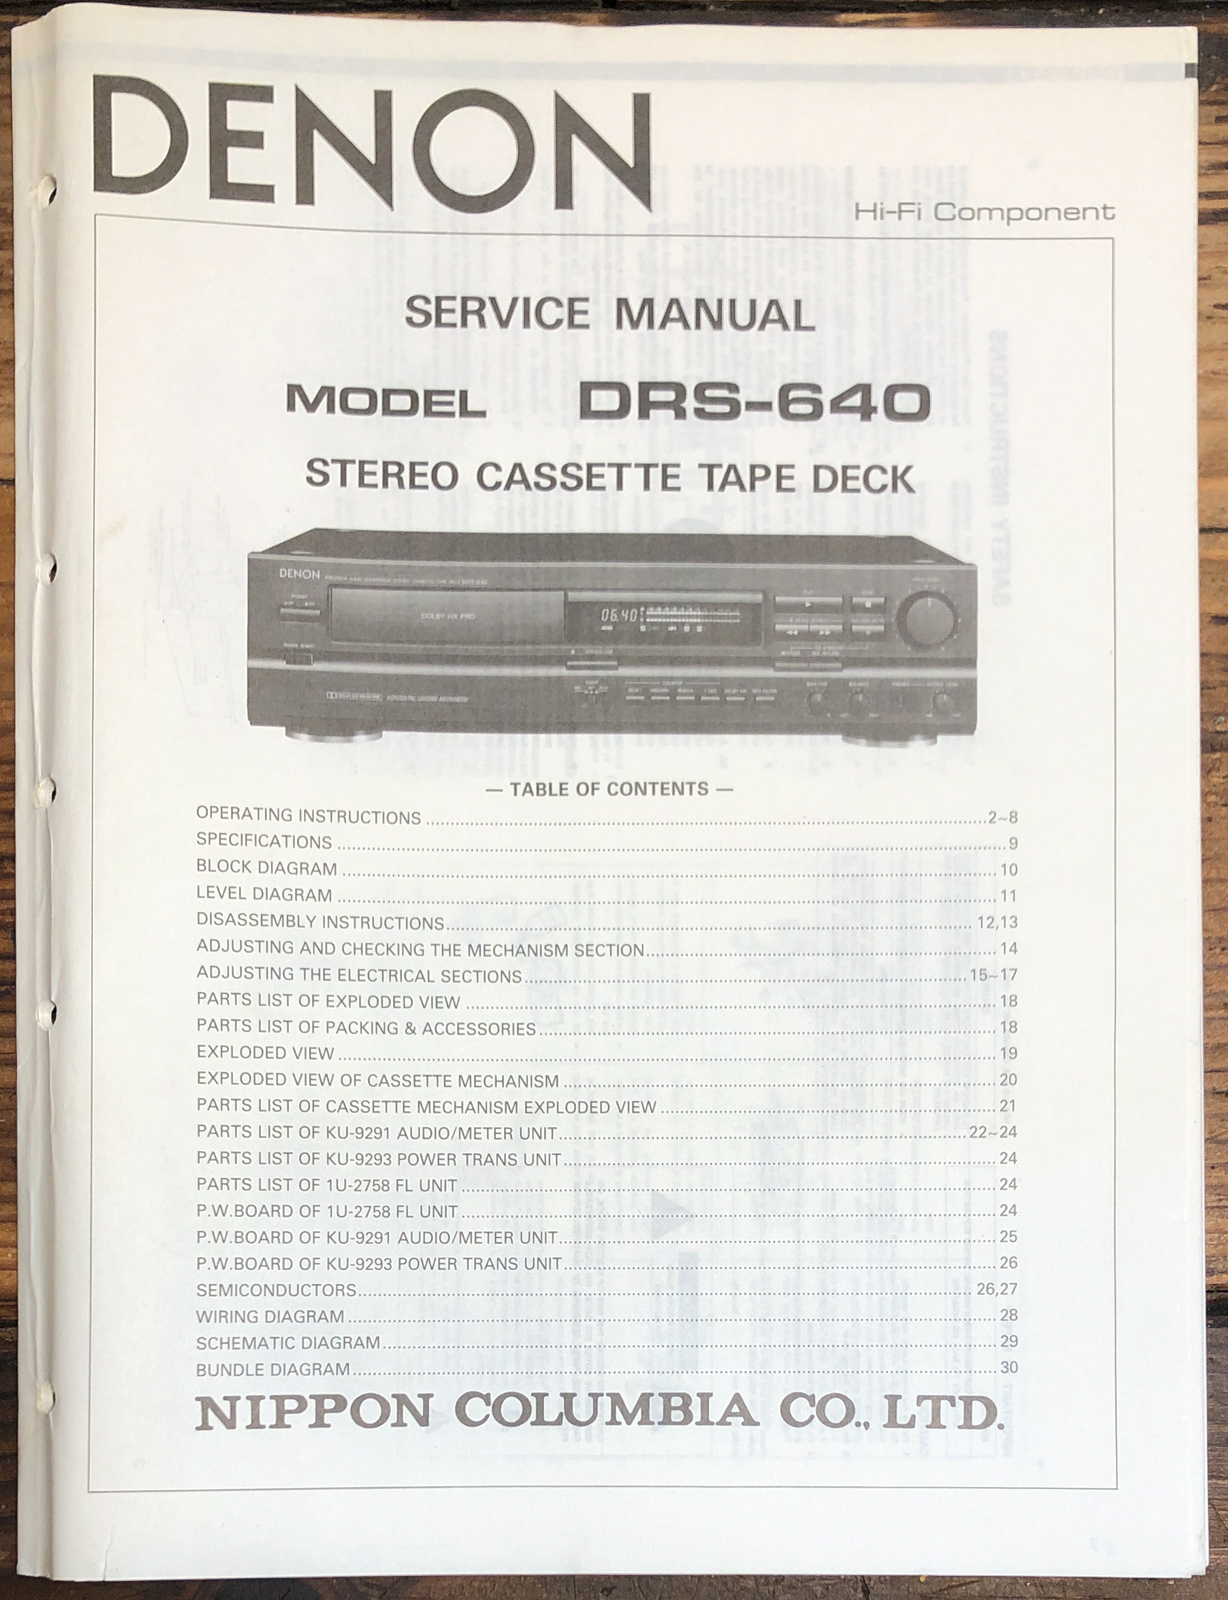 DENON
Hi-Fi Component
SERVICE MANUAL
MODEL DRS-640
STEREO CASSETTE TAPE DECK
DENON
DOLBY HX PRO
06.40
— TABLE OF CONTENTS —
OPERATING INSTRUCTIONS ........ 2~8
SPECIFICATIONS ........ 9
BLOCK DIAGRAM ........ 10
LEVEL DIAGRAM ........ 11
DISASSEMBLY INSTRUCTIONS ........ 12,13
ADJUSTING AND CHECKING THE MECHANISM SECTION ........ 14
ADJUSTING THE ELECTRICAL SECTIONS ........ 15~17
PARTS LIST OF EXPLODED VIEW ........ 18
PARTS LIST OF PACKING & ACCESSORIES ........ 18
EXPLODED VIEW ........ 19
EXPLODED VIEW OF CASSETTE MECHANISM ........ 20
PARTS LIST OF CASSETTE MECHANISM EXPLODED VIEW ........ 21
PARTS LIST OF KU-9291 AUDIO/METER UNIT ........ 22~24
PARTS LIST OF KU-9293 POWER TRANS UNIT ........ 24
PARTS LIST OF 1U-2758 FL UNIT ........ 24
P.W.BOARD OF 1U-2758 FL UNIT ........ 24
P.W.BOARD OF KU-9291 AUDIO/METER UNIT ........ 25
P.W.BOARD OF KU-9293 POWER TRANS UNIT ........ 26
SEMICONDUCTORS ........ 26,27
WIRING DIAGRAM ........ 28
SCHEMATIC DIAGRAM ........ 29
BUNDLE DIAGRAM ........ 30
NIPPON COLUMBIA CO., LTD.